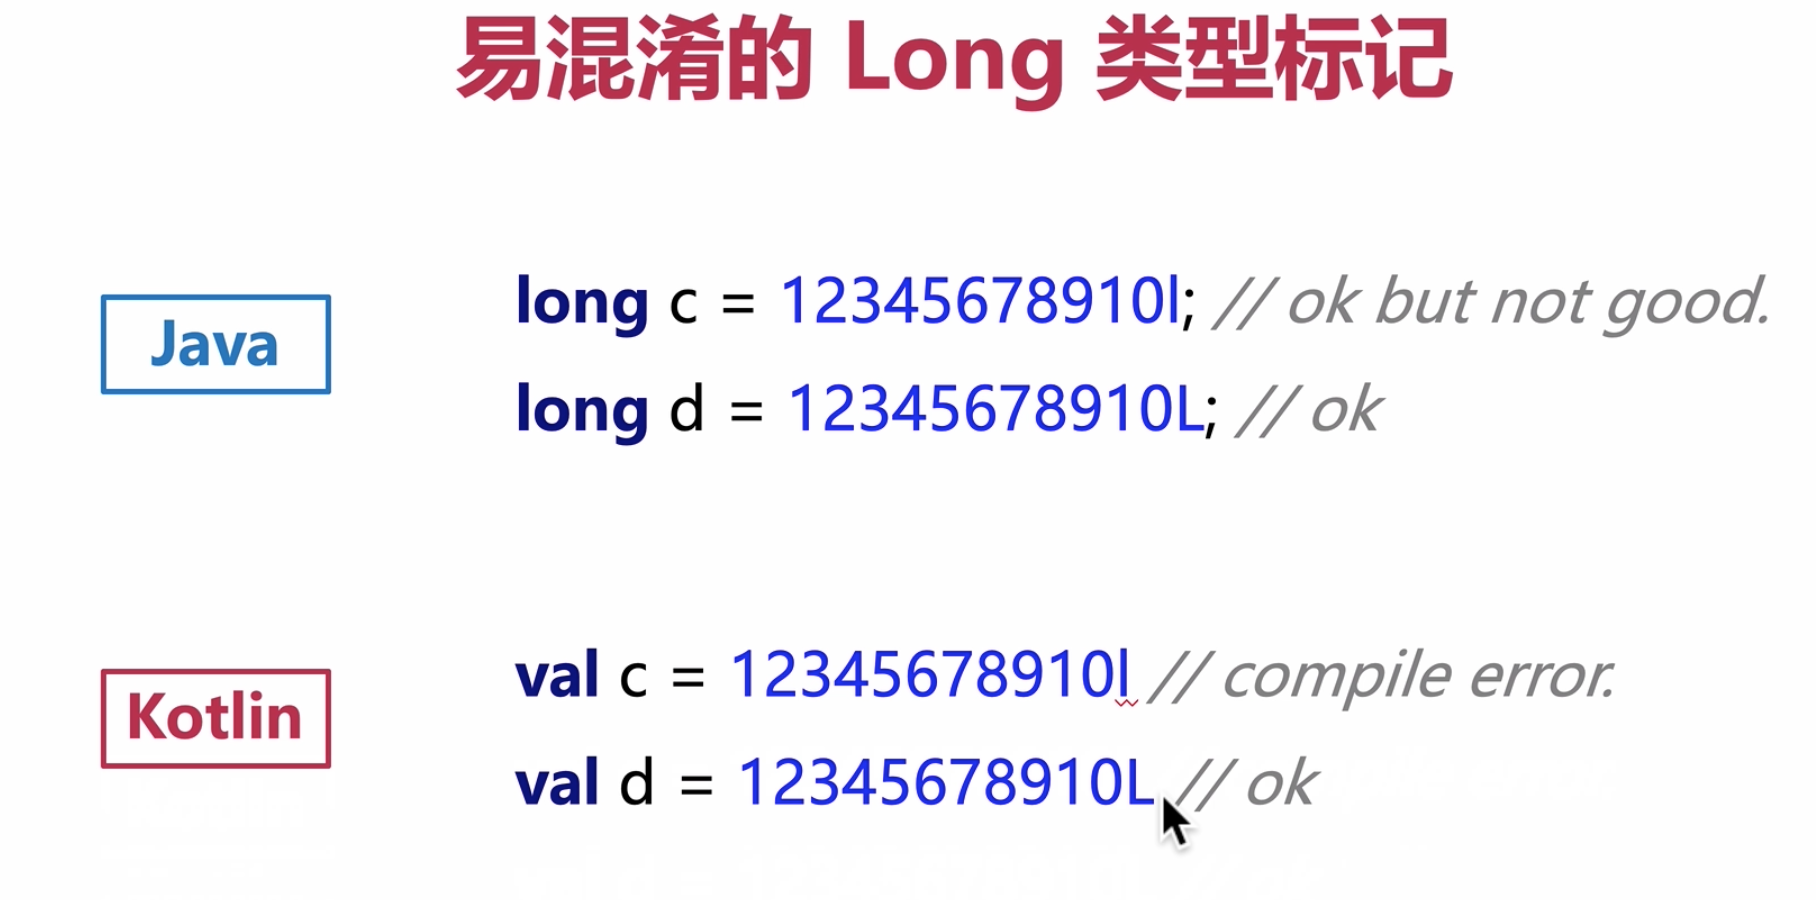 易混淆的 Long 类型标记
Java
long c = 12345678910l; // ok but not good.
long d = 12345678910L; // ok
Kotlin
val c = 12345678910l // compile error.
val d = 12345678910L // ok